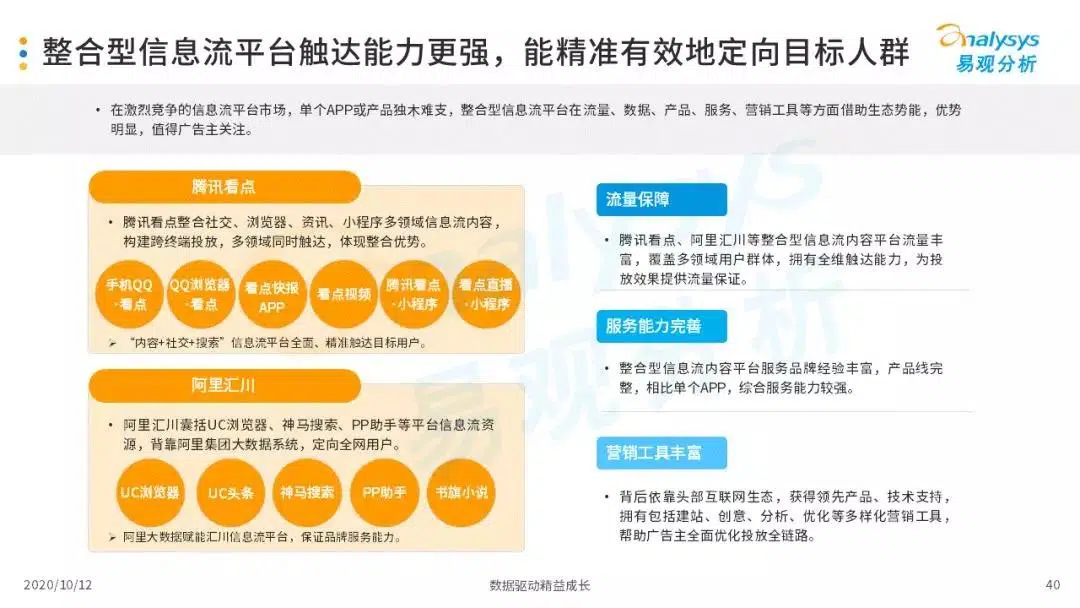 整合型信息流平台触达能力更强，能精准有效地定向目标人群
analysys
易观分析
• 在激烈竞争的信息流平台市场，单个APP或产品独木难支，整合型信息流平台在流量、数据、产品、服务、营销工具等方面借助生态势能，优势
明显，值得广告主关注。
腾讯看点
• 腾讯看点整合社交、浏览器、资讯、小程序多领域信息流内容，
构建跨终端投放，多领域同时触达，体现整合优势。
手机QQ
-看点
QQ浏览器
-看点
看点快报
APP
看点视频
腾讯看点
-小程序
看点直播
-小程序
➢ “内容+社交+搜索”信息流平台全面、精准触达目标用户。
阿里汇川
• 阿里汇川囊括UC浏览器、神马搜索、PP助手等平台信息流资
源，背靠阿里集团大数据系统，定向全网用户。
UC浏览器
UC头条
神马搜索
PP助手
书旗小说
➢ 阿里大数据赋能汇川信息流平台，保证品牌服务能力。
流量保障
• 腾讯看点、阿里汇川等整合型信息流内容平台流量丰
富，覆盖多领域用户群体，拥有全维触达能力，为投
放效果提供流量保证。
服务能力完善
• 整合型信息流内容平台服务品牌经验丰富，产品线完
整，相比单个APP，综合服务能力较强。
营销工具丰富
• 背后依靠头部互联网生态，获得领先产品、技术支持，
拥有包括建站、创意、分析、优化等多样化营销工具，
帮助广告主全面优化投放全链路。
analysys
易观分析
2020/10/12
数据驱动精益成长
40